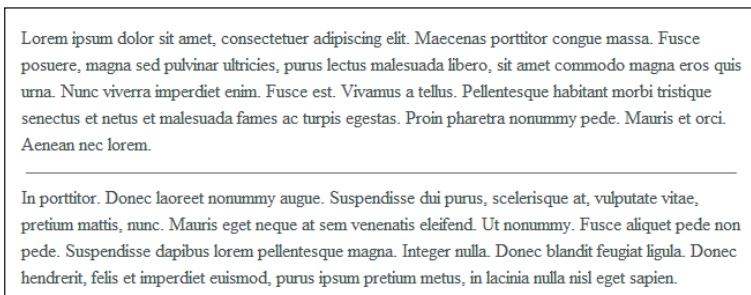 Lorem ipsum dolor sit amet, consectetuer adipiscing elit. Maecenas porttitor congue massa. Fusce
posuere, magna sed pulvinar ultricies, purus lectus malesuada libero, sit amet commodo magna eros quis
urna. Nunc viverra imperdiet enim. Fusce est. Vivamus a tellus. Pellentesque habitant morbi tristique
senectus et netus et malesuada fames ac turpis egestas. Proin pharetra nonummy pede. Mauris et orci.
Aenean nec lorem.
In porttitor. Donec laoreet nonummy augue. Suspendisse dui purus, scelerisque at, vulputate vitae,
pretium mattis, nunc. Mauris eget neque at sem venenatis eleifend. Ut nonummy. Fusce aliquet pede non
pede. Suspendisse dapibus lorem pellentesque magna. Integer nulla. Donec blandit feugiat ligula. Donec
hendrerit, felis et imperdiet euismod, purus ipsum pretium metus, in lacinia nulla nisl eget sapien.